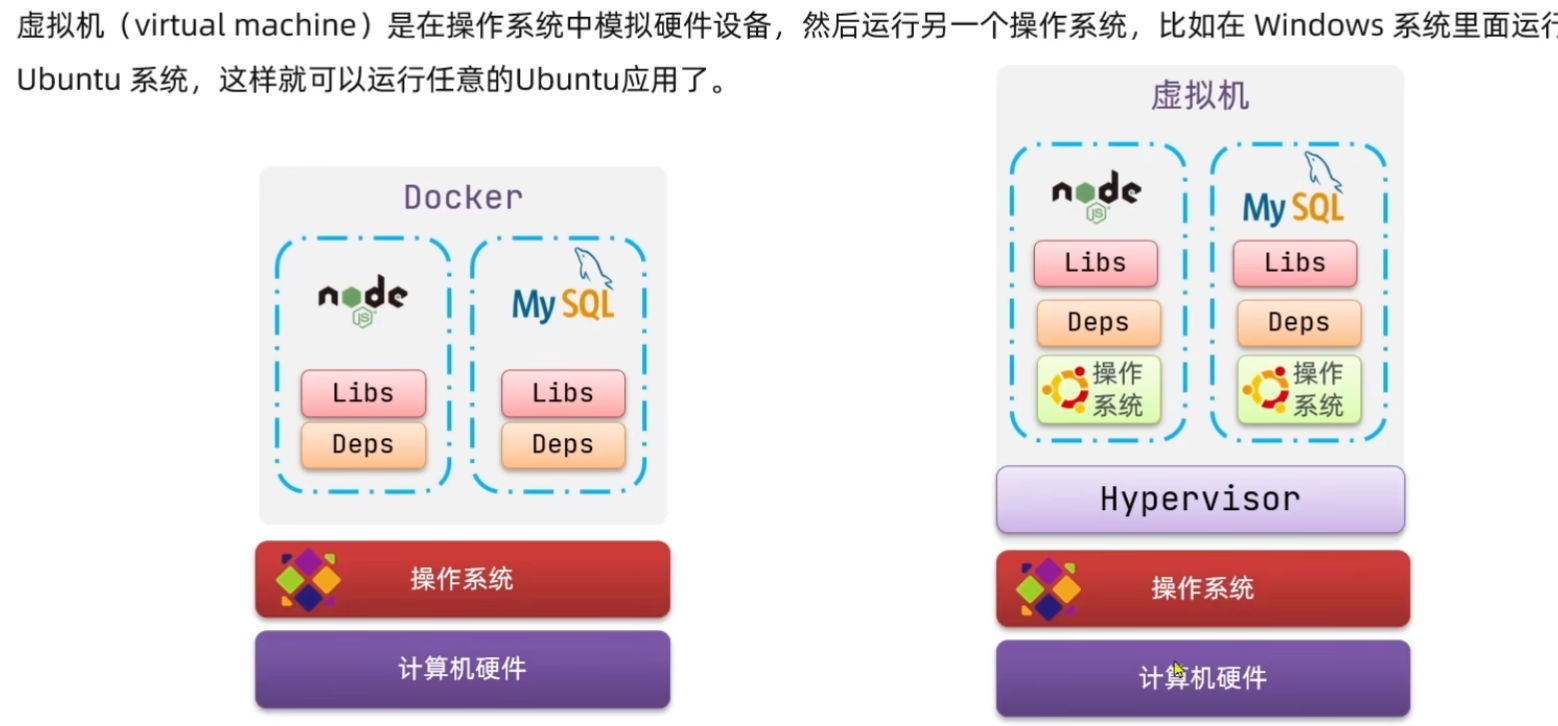 虚拟机（virtual machine）是在操作系统中模拟硬件设备，然后运行另一个操作系统，比如在 Windows 系统里面运行
Ubuntu 系统，这样就可以运行任意的Ubuntu应用了。
Docker
node
JS
MySQL
Libs
Libs
Deps
Deps
操作系统
计算机硬件
虚拟机
node
JS
MySQL
Libs
Libs
Deps
Deps
操作
系统
操作
系统
Hypervisor
操作系统
计算机硬件